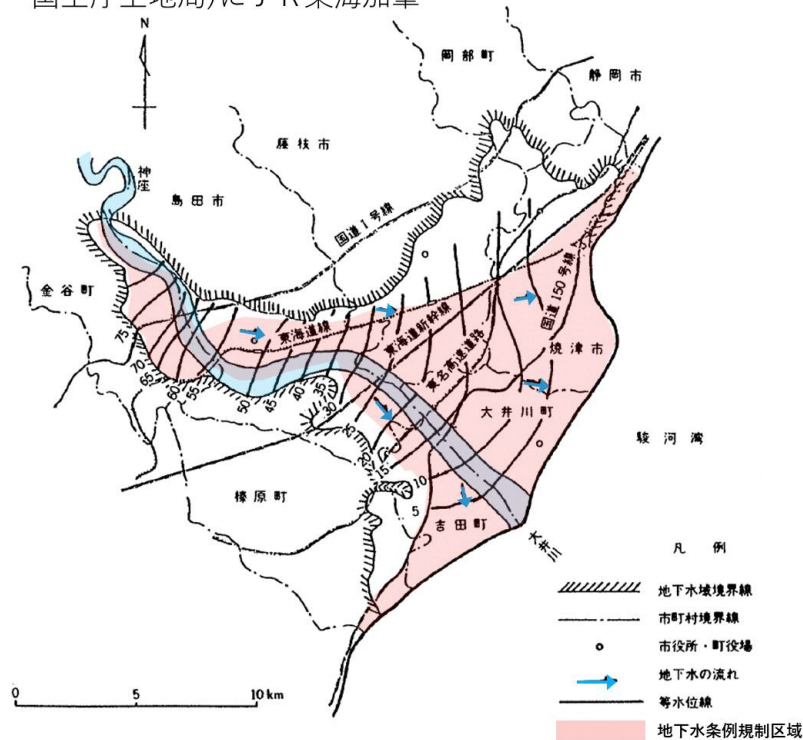 国土庁土地局)にJR東海加筆
N
岡部町
静岡市
藤枝市
神座
島田市
国道1号線
金谷町
東海道線
東海道新幹線
東名高速道路
国道150号線
焼津市
大井川町
駿河湾
榛原町
吉田町
大井川
75
70
65
60
55
50
45
40
35
30
25
20
15
10
5
凡 例
地下水域境界線
市町村境界線
市役所・町役場
地下水の流れ
等水位線
地下水条例規制区域
0 5 10km